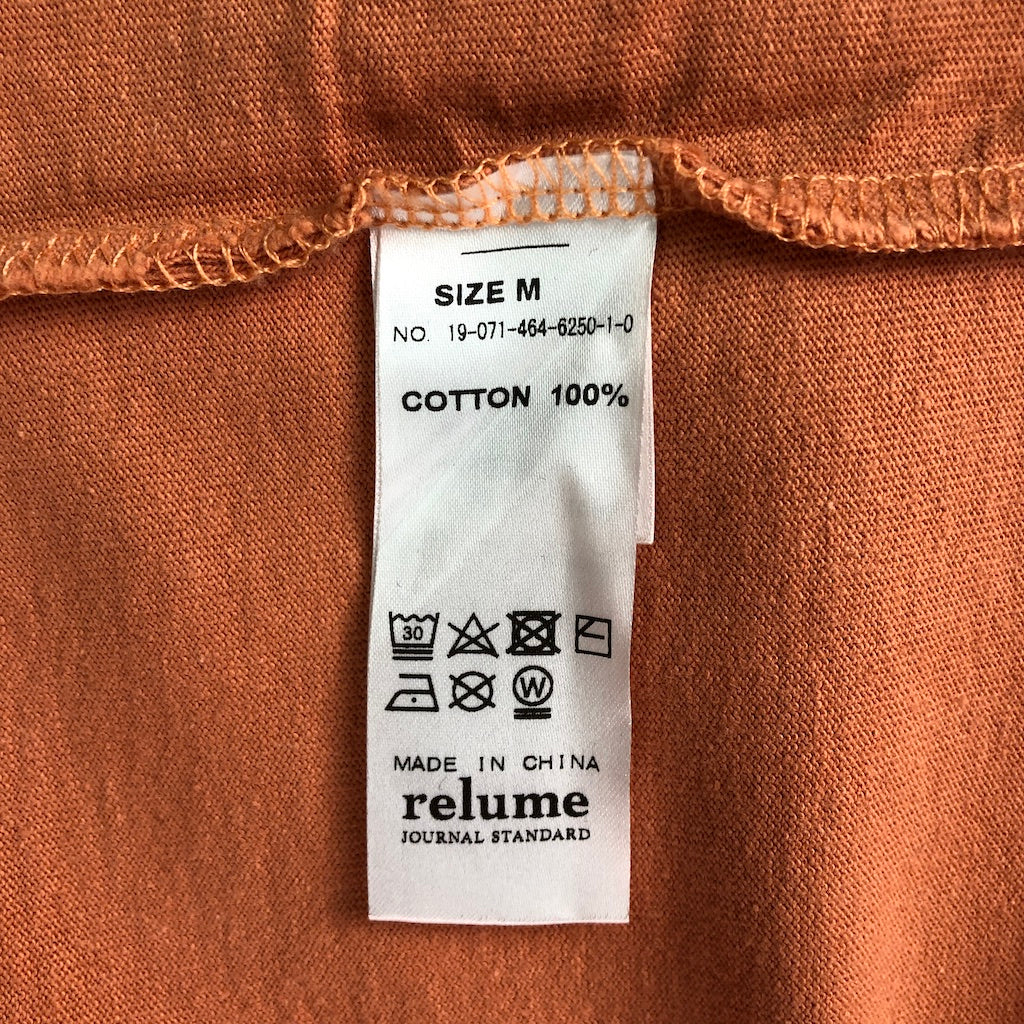 SIZE M
NO. 19-071-464-6250-1-0
COTTON 100%
30
W
MADE IN CHINA
relume
JOURNAL STANDARD